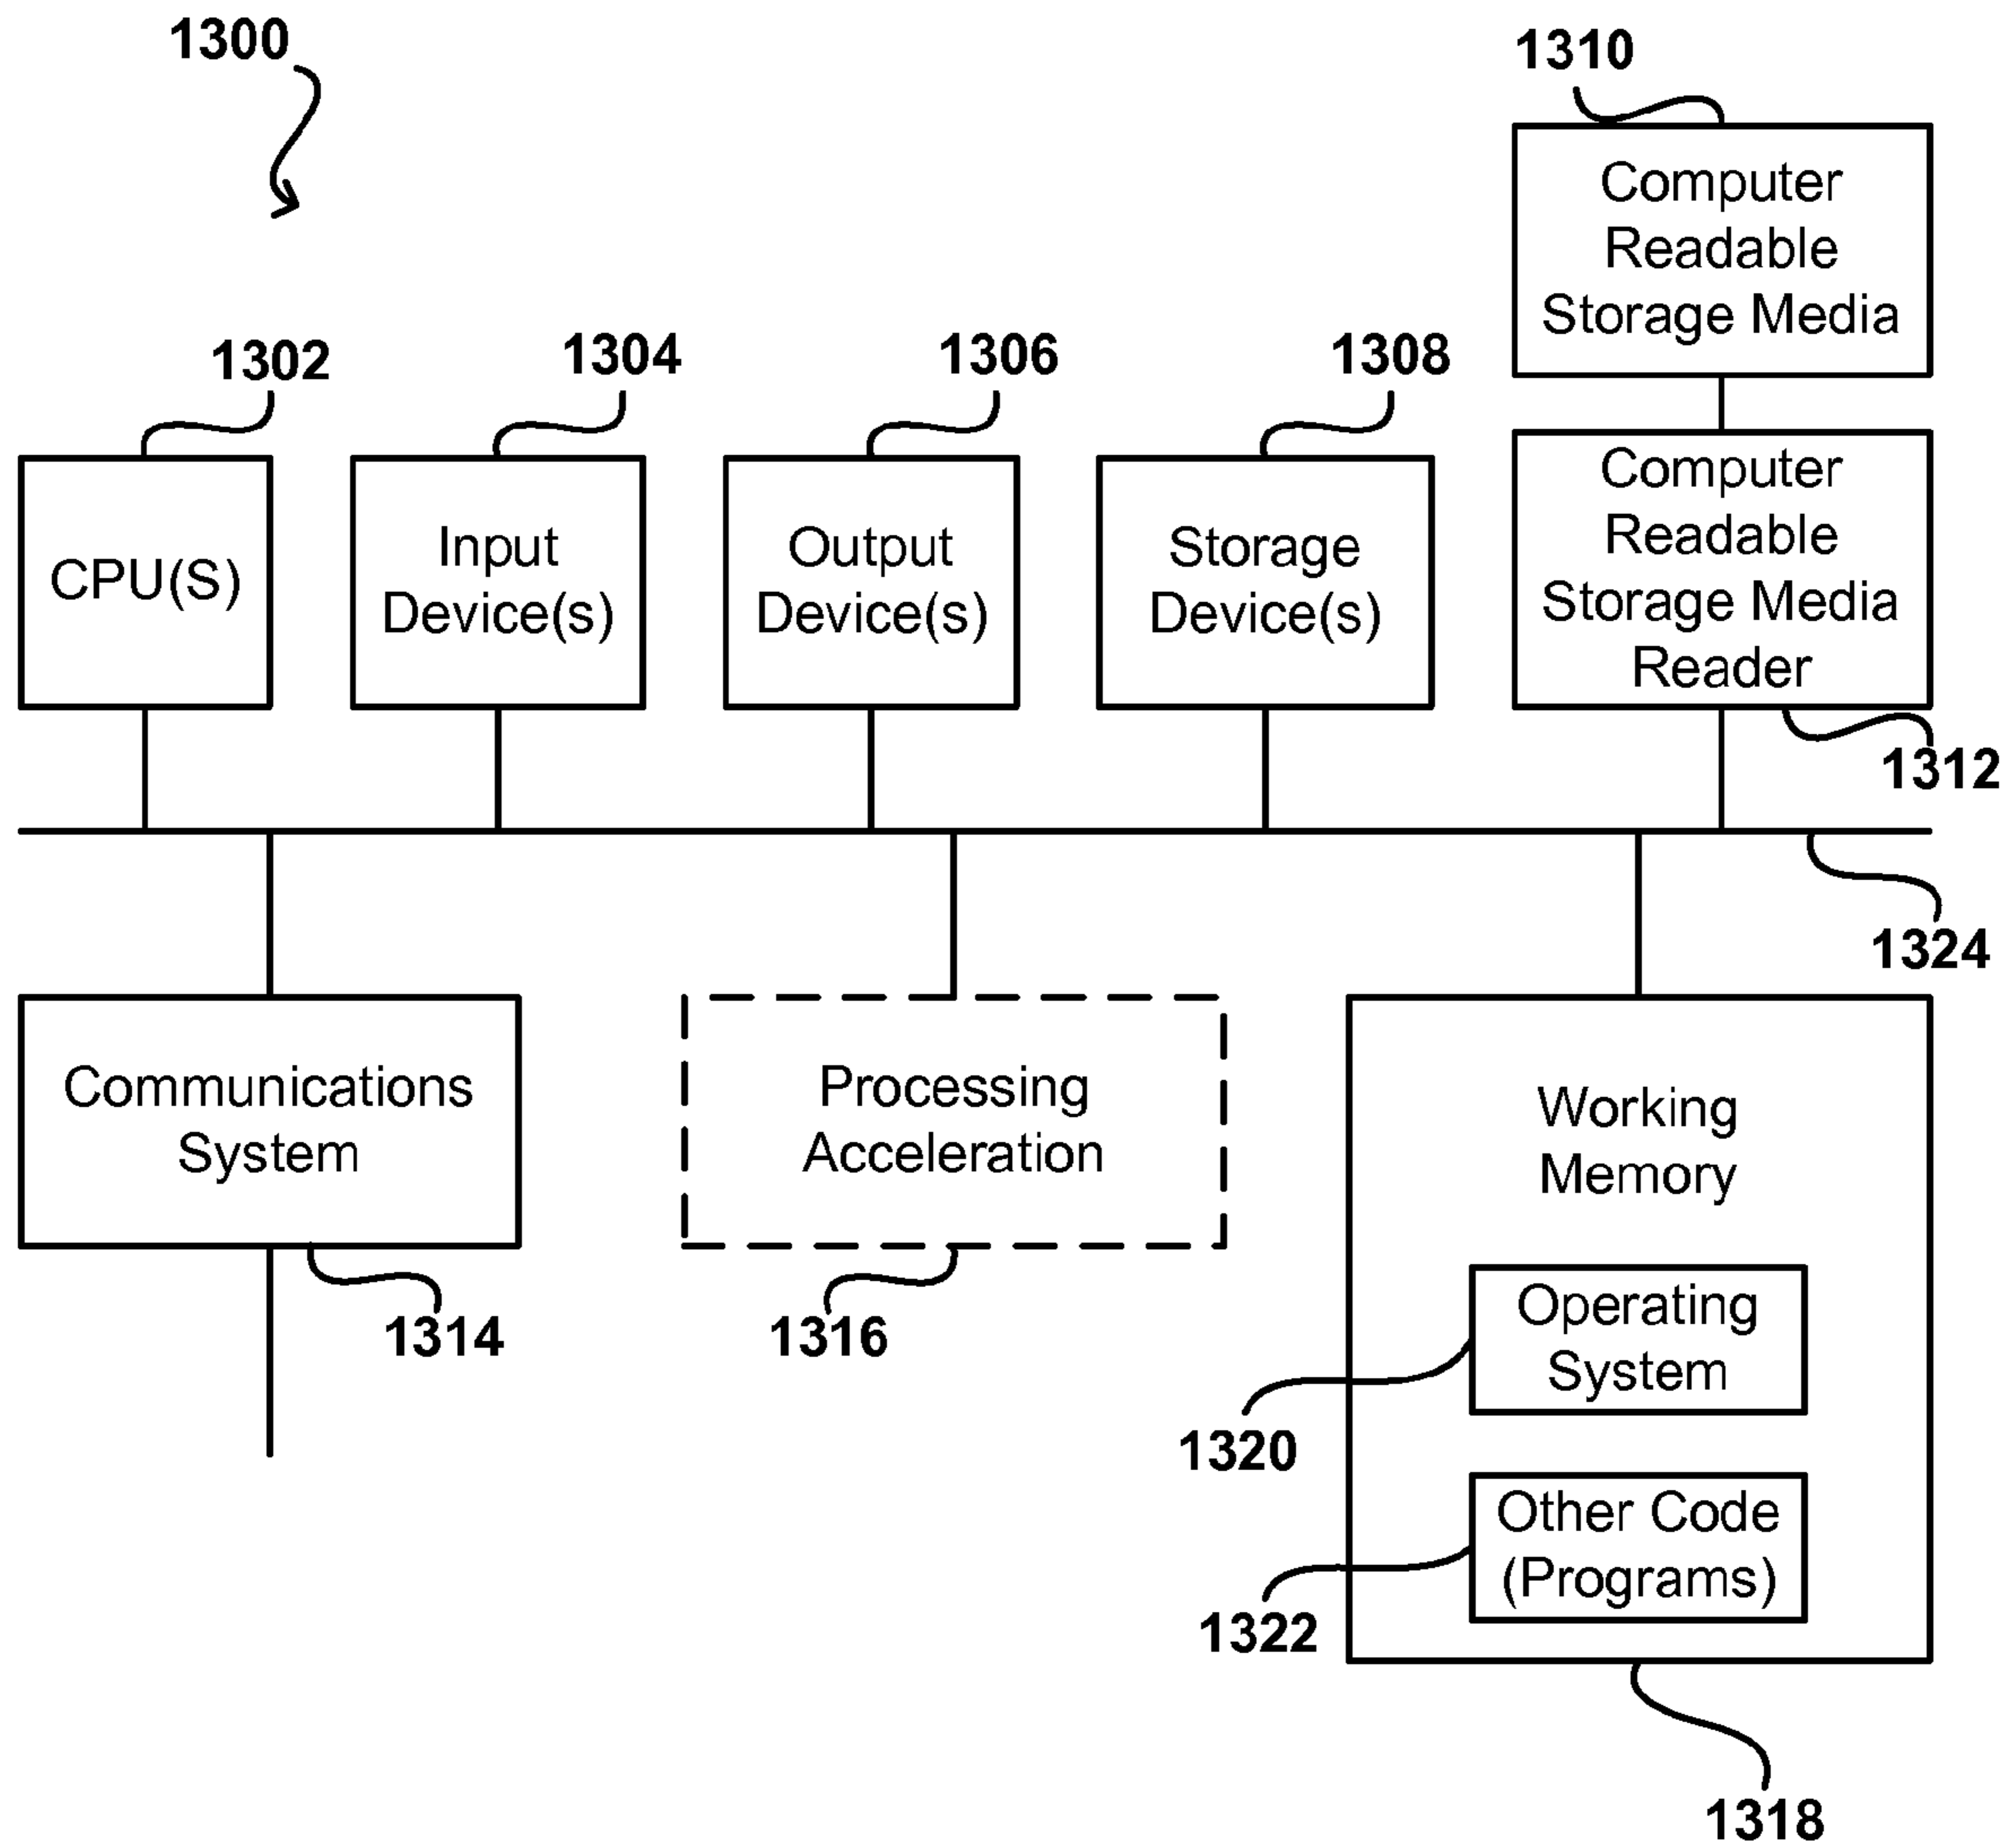 1300
1310
Computer
Readable
Storage Media
1302
1304
1306
1308
CPU(S)
Input
Device(s)
Output
Device(s)
Storage
Device(s)
Computer
Readable
Storage Media
Reader
1312
1324
Communications
System
Processing
Acceleration
Working
Memory
1314
1316
Operating
System
1320
Other Code
(Programs)
1322
1318